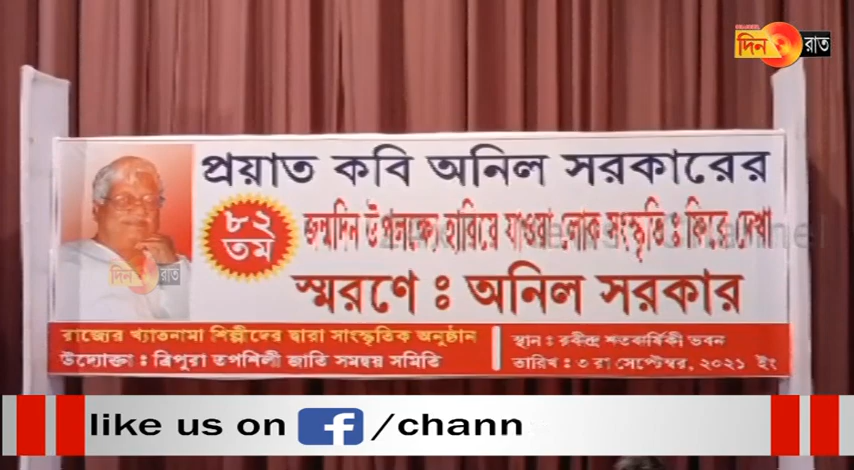 দিন রাত
প্রয়াত কবি অনিল সরকারের
৮২ তম
জন্মদিন উপলক্ষ্যে হারিয়ে যাওয়া লোক সংস্কৃতি : ফিরে দেখা
স্মরণে : অনিল সরকার
দিন রাত
রাজ্যের খ্যাতনামা শিল্পীদের দ্বারা সাংস্কৃতিক অনুষ্ঠান
উদ্যোক্তা : ত্রিপুরা তপশিলী জাতি সমন্বয় সমিতি
স্থান : রবীন্দ্র শতবার্ষিকী ভবন
তারিখ : ৩ রা সেপ্টেম্বর, ২০২১ ইং
like us on f /chann